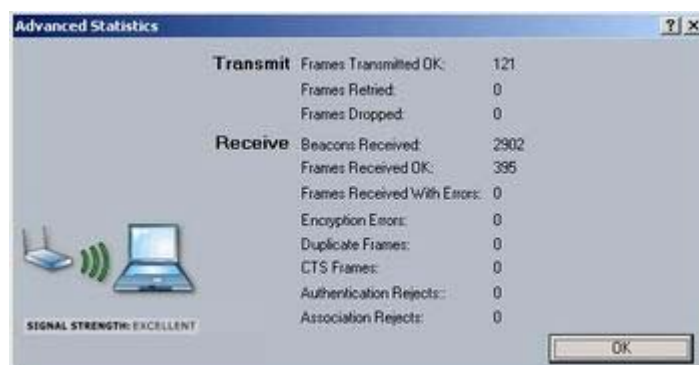 Advanced Statistics
Transmit Frames Transmitted OK: 121
Frames Retried: 0
Frames Dropped: 0
Receive Beacons Received: 2902
Frames Received OK: 395
Frames Received With Errors: 0
Encryption Errors: 0
Duplicate Frames: 0
CTS Frames: 0
Authentication Rejects:: 0
Association Rejects: 0
SIGNAL STRENGTH: EXCELLENT
OK